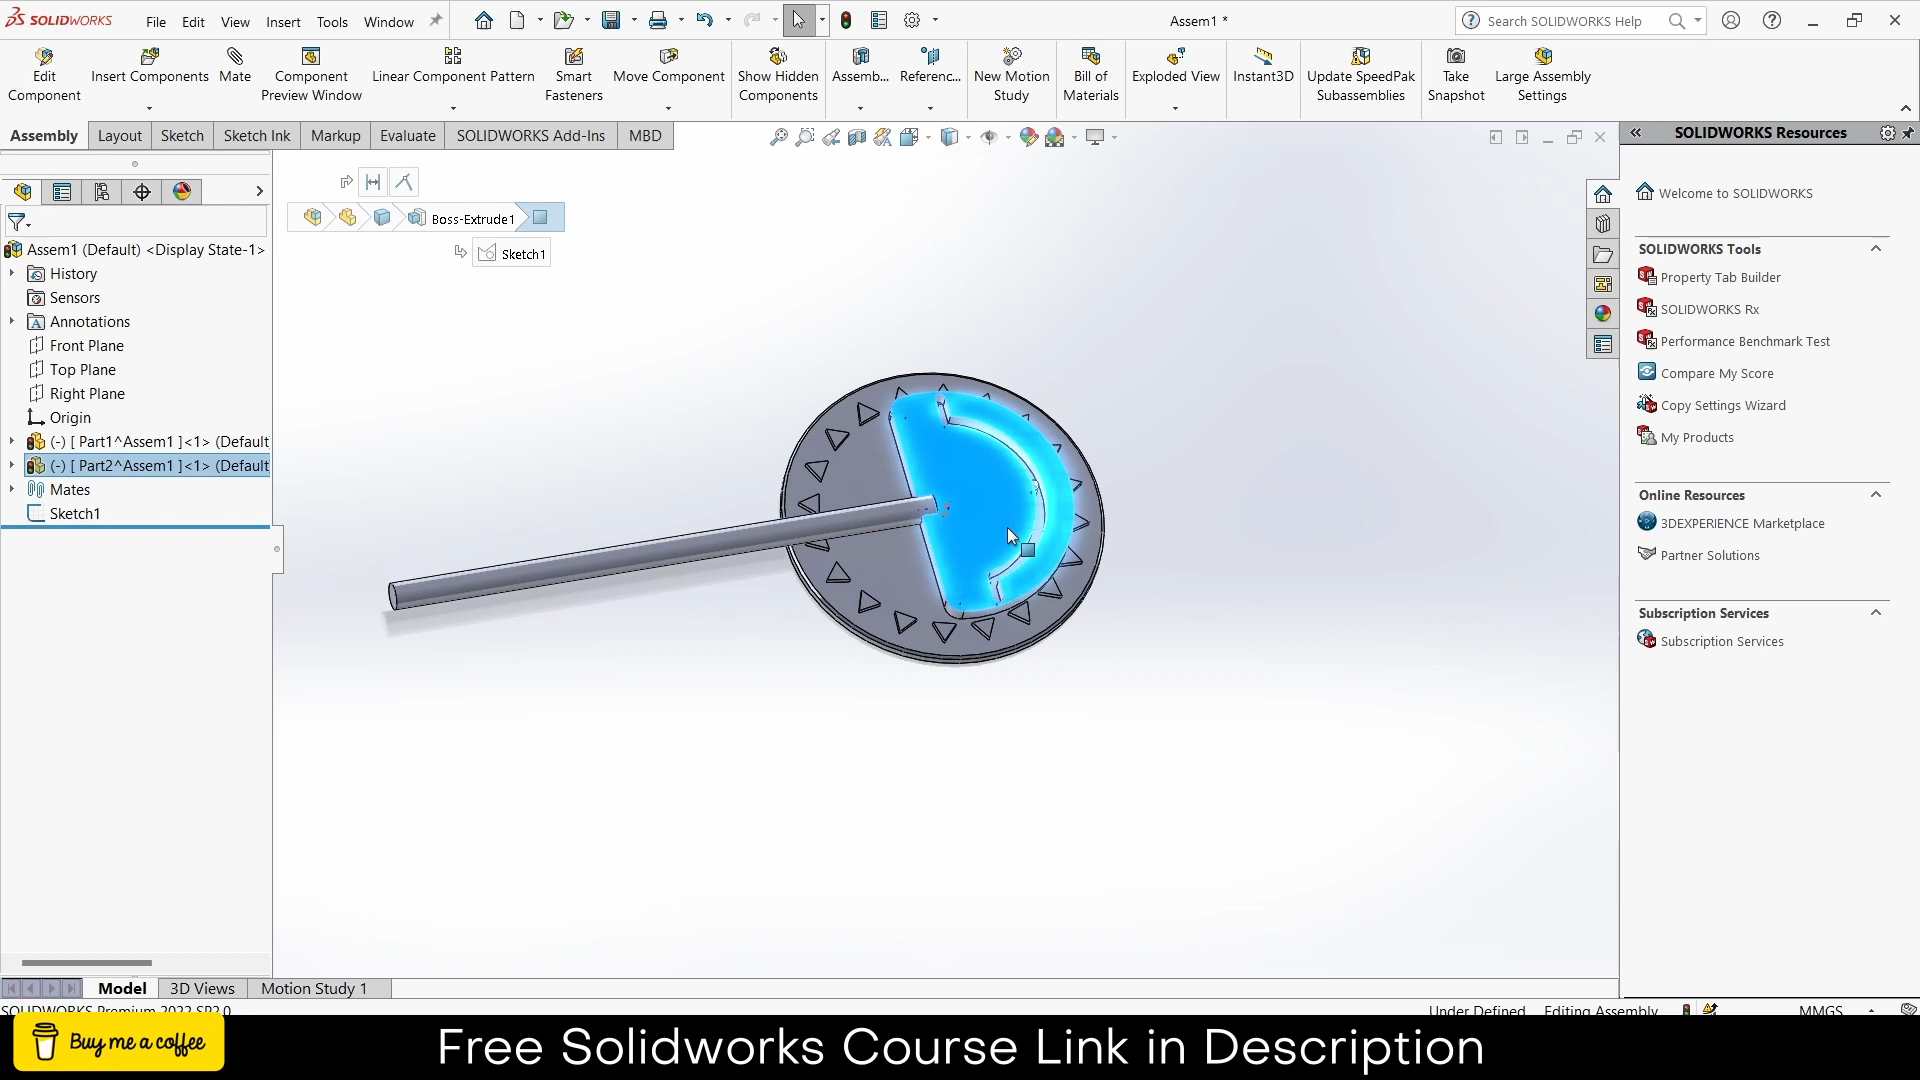 SOLIDWORKS
File Edit View Insert Tools Window
Assem1 *
Search SOLIDWORKS Help
Edit Component
Insert Components
Mate
Component Preview Window
Linear Component Pattern
Smart Fasteners
Move Component
Show Hidden Components
Assemb...
Referenc...
New Motion Study
Bill of Materials
Exploded View
Instant3D
Update SpeedPak Subassemblies
Take Snapshot
Large Assembly Settings
Assembly Layout Sketch Sketch Ink Markup Evaluate SOLIDWORKS Add-Ins MBD
Boss-Extrude1
Sketch1
Assem1 (Default) <Display State-1>
History
Sensors
Annotations
Front Plane
Top Plane
Right Plane
Origin
(-) [ Part1^Assem1 ]<1> (Default
(-) [ Part2^Assem1 ]<1> (Default
Mates
Sketch1
SOLIDWORKS Resources
Welcome to SOLIDWORKS
SOLIDWORKS Tools
Property Tab Builder
SOLIDWORKS Rx
Performance Benchmark Test
Compare My Score
Copy Settings Wizard
My Products
Online Resources
3DEXPERIENCE Marketplace
Partner Solutions
Subscription Services
Subscription Services
Model 3D Views Motion Study 1
SOLIDWORKS Premium 2022 SP2.0
Under Defined Editing Assembly MMGS
Buy me a coffee
Free Solidworks Course Link in Description